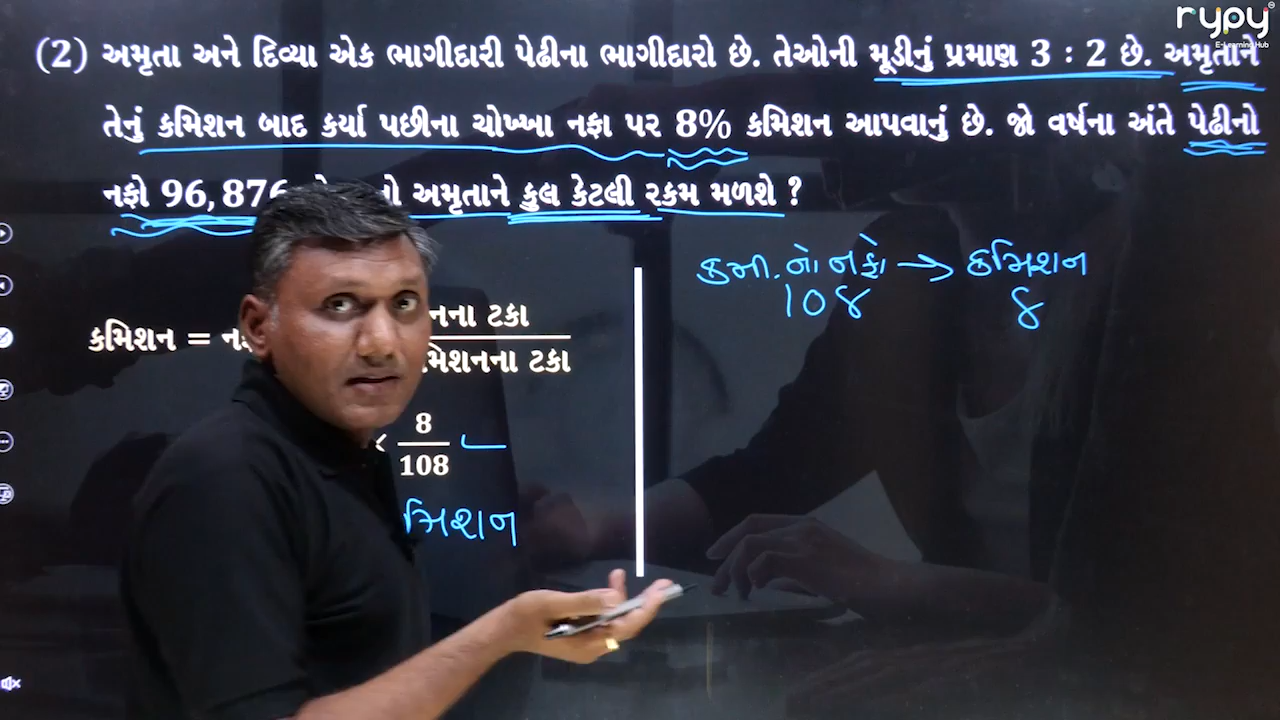 rypy
E-Learning Hub
(2) અમૃતા અને દિવ્યા એક ભાગીદારી પેઢીના ભાગીદારો છે. તેઓની મૂડીનું પ્રમાણ 3 : 2 છે. અમૃતાને
તેનું કમિશન બાદ કર્યા પછીના ચોખ્ખા નફા પર 8% કમિશન આપવાનું છે. જો વર્ષના અંતે પેઢીનો
નફો 96,876 તો અમૃતાને કુલ કેટલી રકમ મળશે ?
કમી. નો નફો → કમિશન
108 8
નના ટકા
કમિશન = મિશનના ટકા
8
108
મિશન